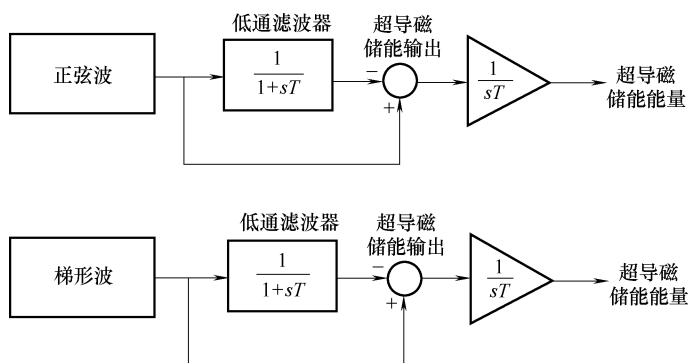 低通滤波器
超导磁
储能输出
正弦波
1
1+sT
−
+
1
sT
超导磁
储能能量
低通滤波器
超导磁
储能输出
梯形波
1
1+sT
−
+
1
sT
超导磁
储能能量